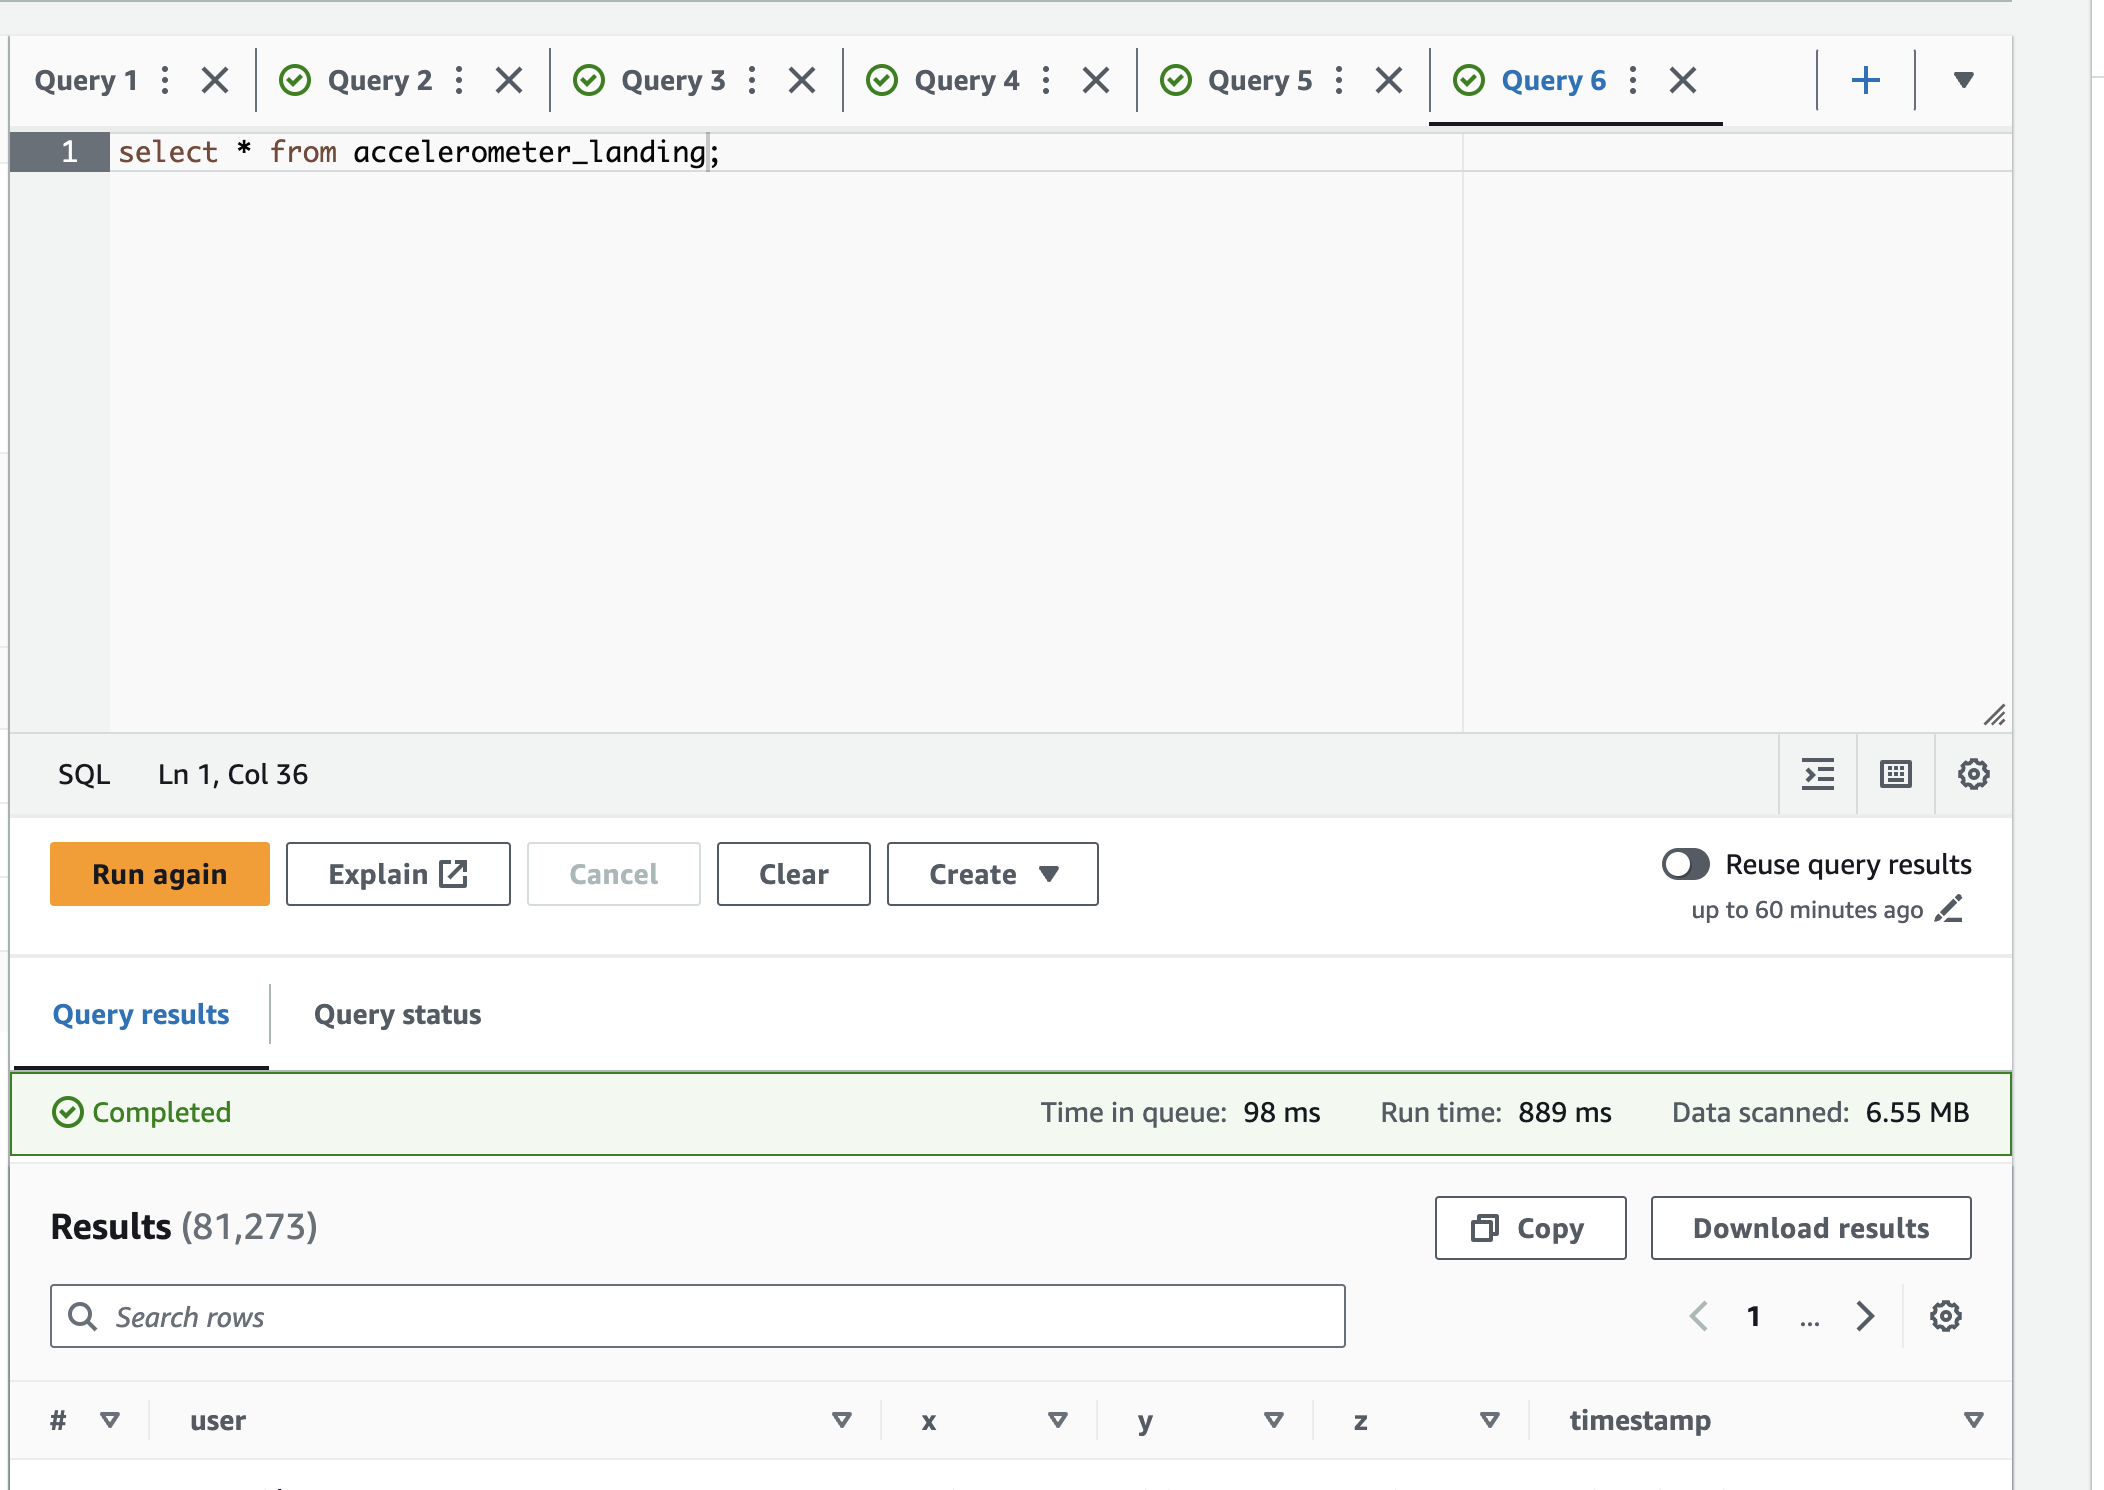 Query 1 Query 2 Query 3 Query 4 Query 5 Query 6
1 select * from accelerometer_landing;
SQL Ln 1, Col 36
Run again Explain Cancel Clear Create Reuse query results
up to 60 minutes ago
Query results Query status
Completed Time in queue: 98 ms Run time: 889 ms Data scanned: 6.55 MB
Results (81,273) Copy Download results
Search rows 1 ...
# user x y z timestamp